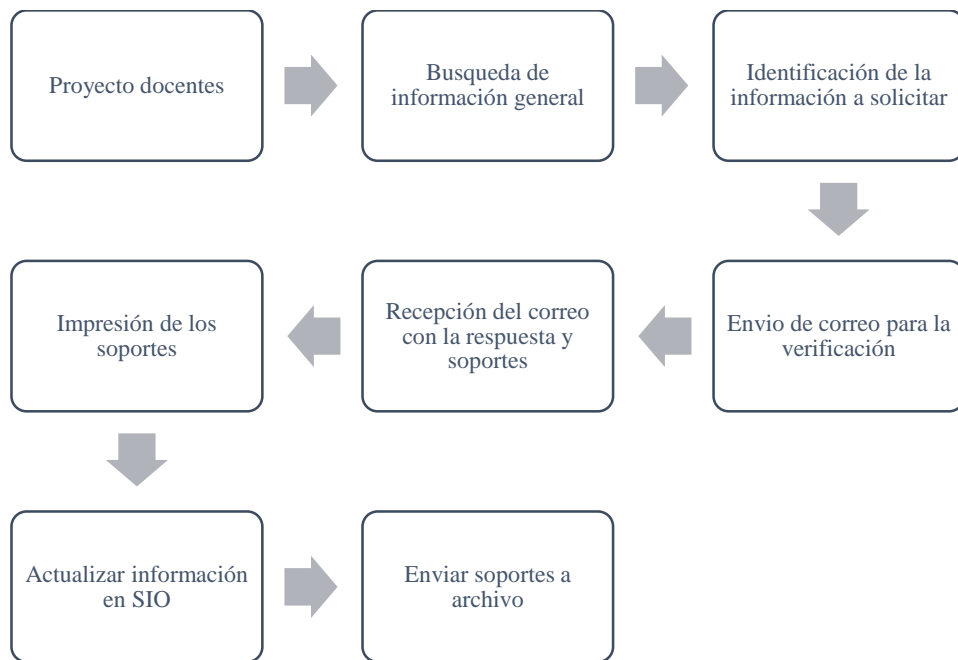 Proyecto docentes
Busqueda de
información general
Identificación de la
información a solicitar
Envio de correo para la
verificación
Recepción del correo
con la respuesta y
soportes
Impresión de los
soportes
Actualizar información
en SIO
Enviar soportes a
archivo